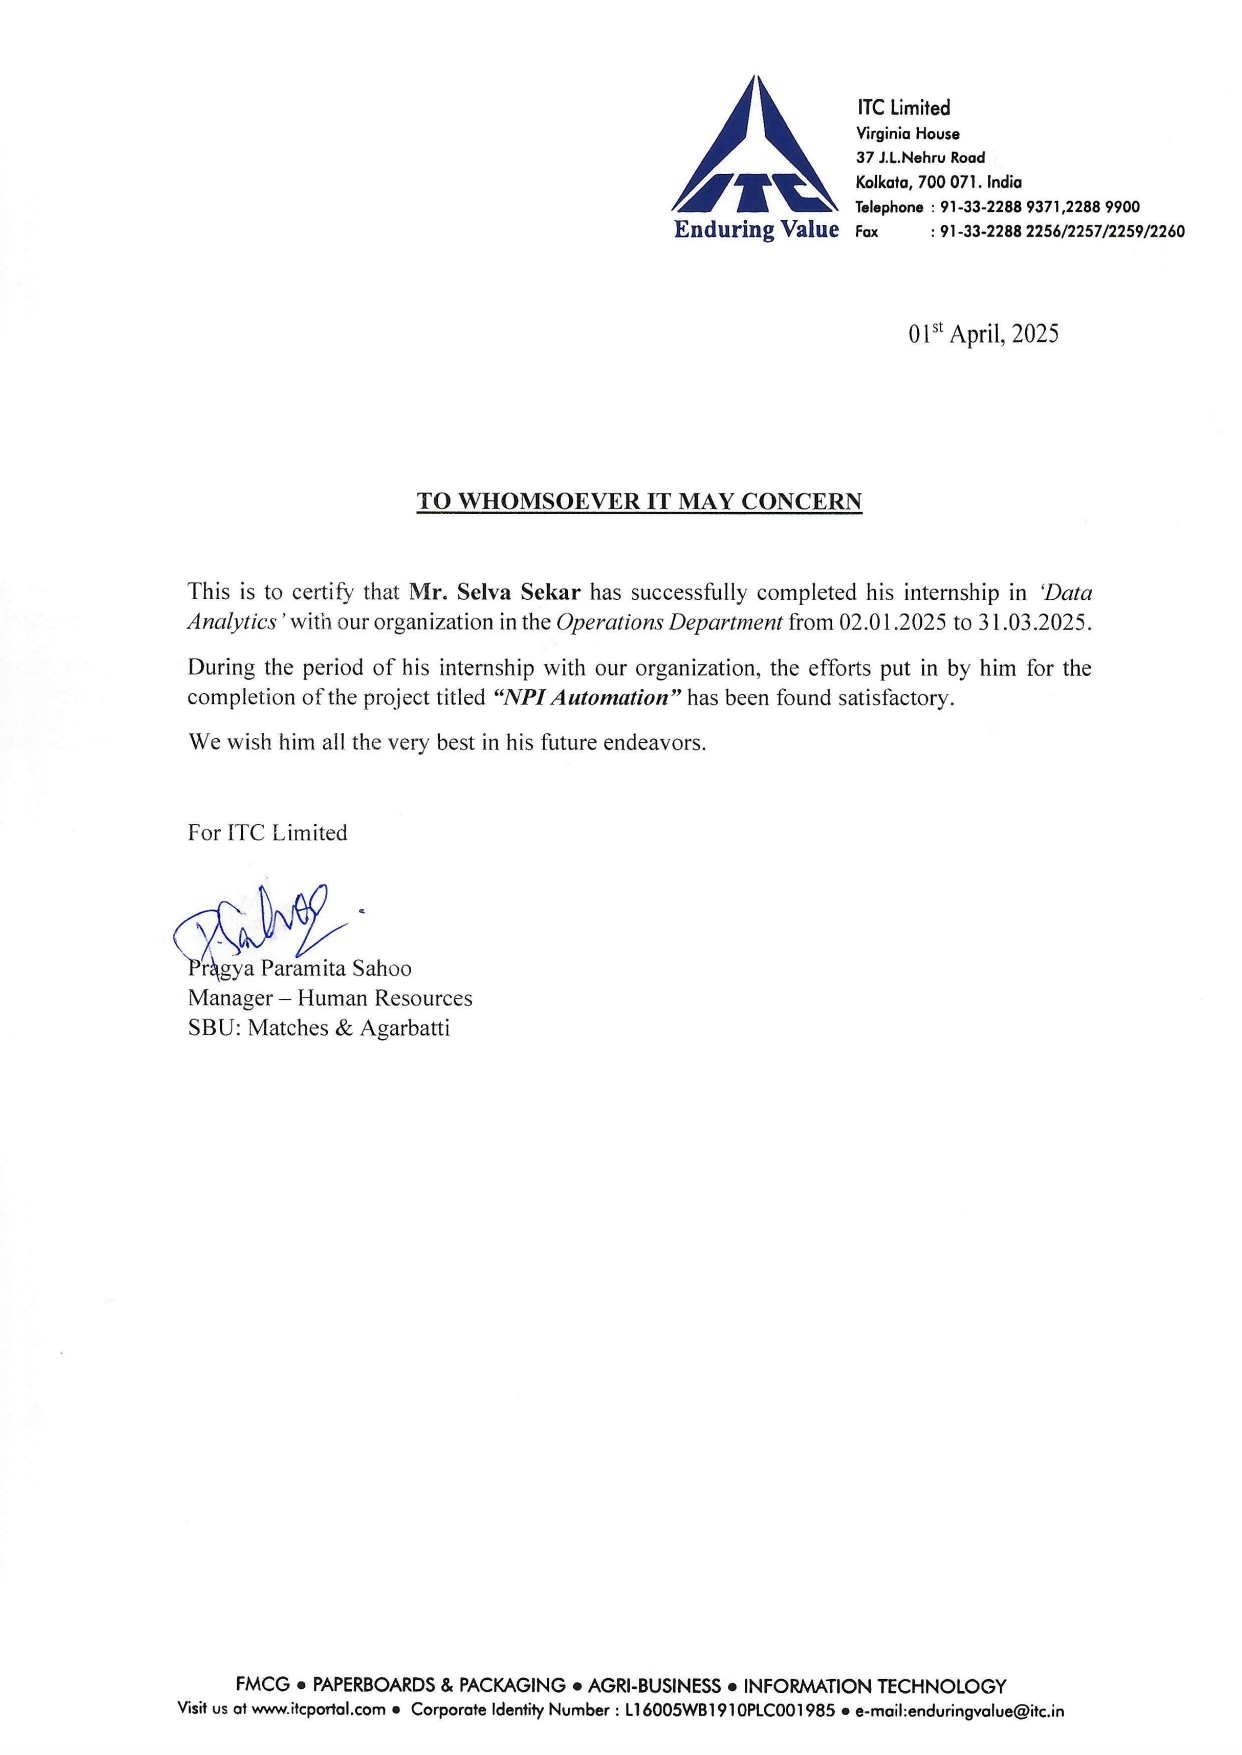 ITC
Enduring Value
ITC Limited
Virginia House
37 J.L.Nehru Road
Kolkata, 700 071. India
Telephone : 91-33-2288 9371,2288 9900
Fax : 91-33-2288 2256/2257/2259/2260
01st April, 2025
TO WHOMSOEVER IT MAY CONCERN
This is to certify that Mr. Selva Sekar has successfully completed his internship in ‘Data
Analytics’ with our organization in the Operations Department from 02.01.2025 to 31.03.2025.
During the period of his internship with our organization, the efforts put in by him for the
completion of the project titled “NPI Automation” has been found satisfactory.
We wish him all the very best in his future endeavors.
For ITC Limited
P.Sahoo
Pragya Paramita Sahoo
Manager – Human Resources
SBU: Matches & Agarbatti
FMCG ● PAPERBOARDS & PACKAGING ● AGRI-BUSINESS ● INFORMATION TECHNOLOGY
Visit us at www.itcportal.com ● Corporate Identity Number : L16005WB1910PLC001985 ● e-mail:enduringvalue@itc.in